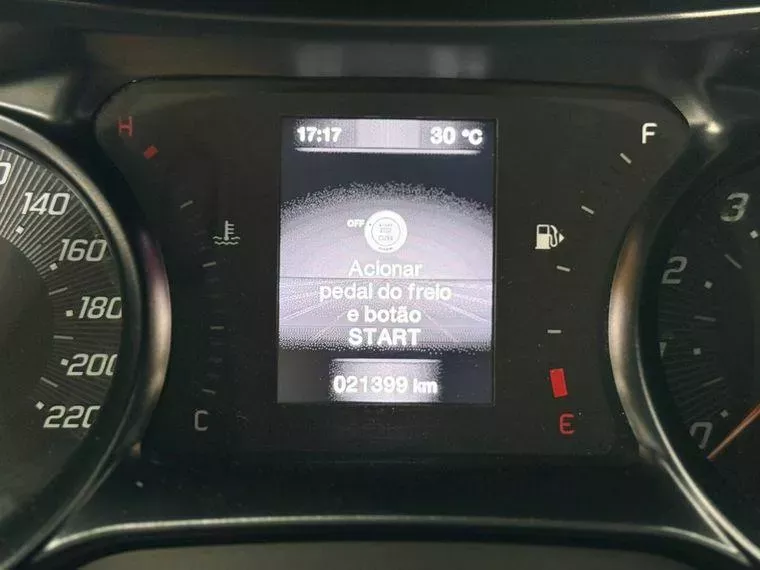 17:17 30 °C
H
F
OFF
Acionar
pedal do freio
e botão
START
021399 km
C
E
140
160
180
200
220
3
2
0